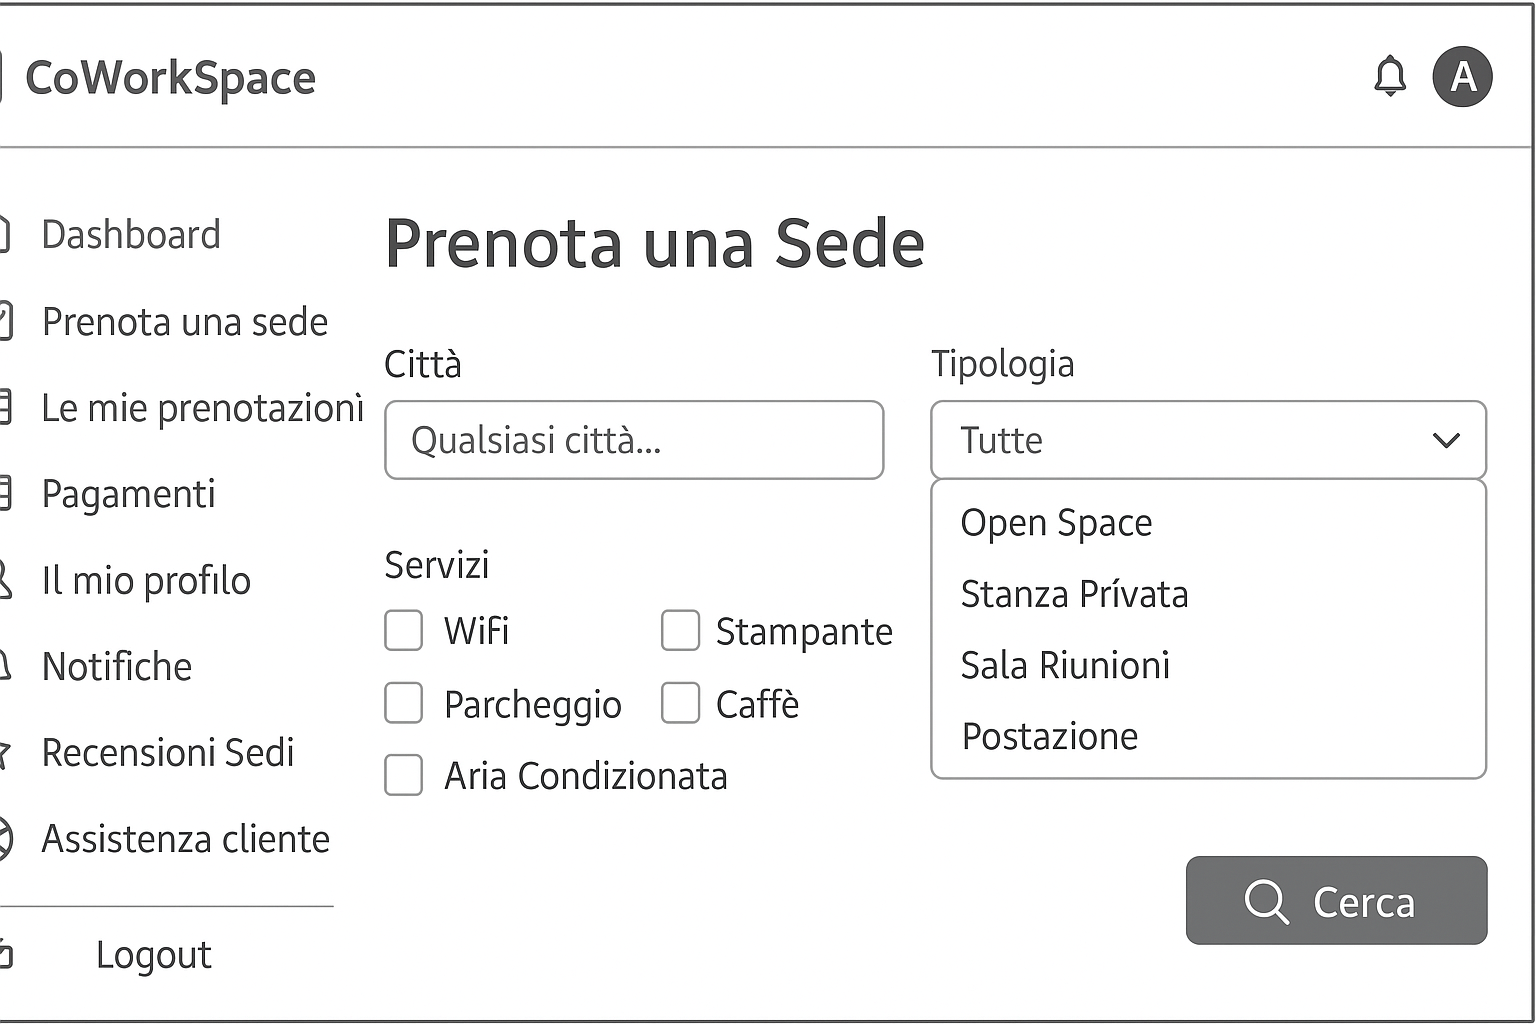 CoWorkSpace
A
Dashboard
Prenota una sede
Le mie prenotazionì
Pagamenti
Il mio profilo
Notifiche
Recensioni Sedi
Assistenza cliente
Logout
Prenota una Sede
Città
Qualsiasi città...
Tipologia
Tutte
Open Space
Stanza Prívata
Sala Riunioni
Postazione
Servizi
Wifi
Stampante
Parcheggio
Caffè
Aria Condizionata
Cerca